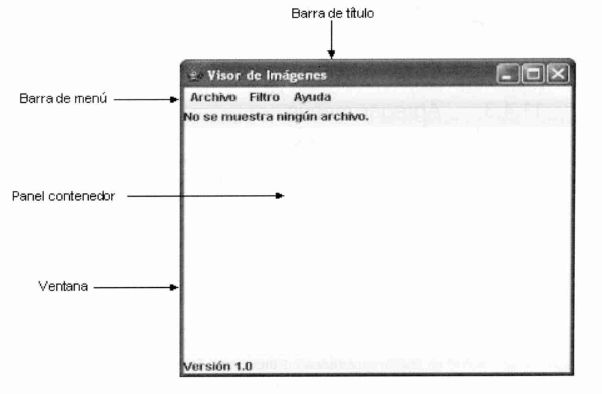 Barra de título
Visor de Imágenes
Barra de menú
Archivo Filtro Ayuda
No se muestra ningún archivo.
Panel contenedor
Ventana
Versión 1.0